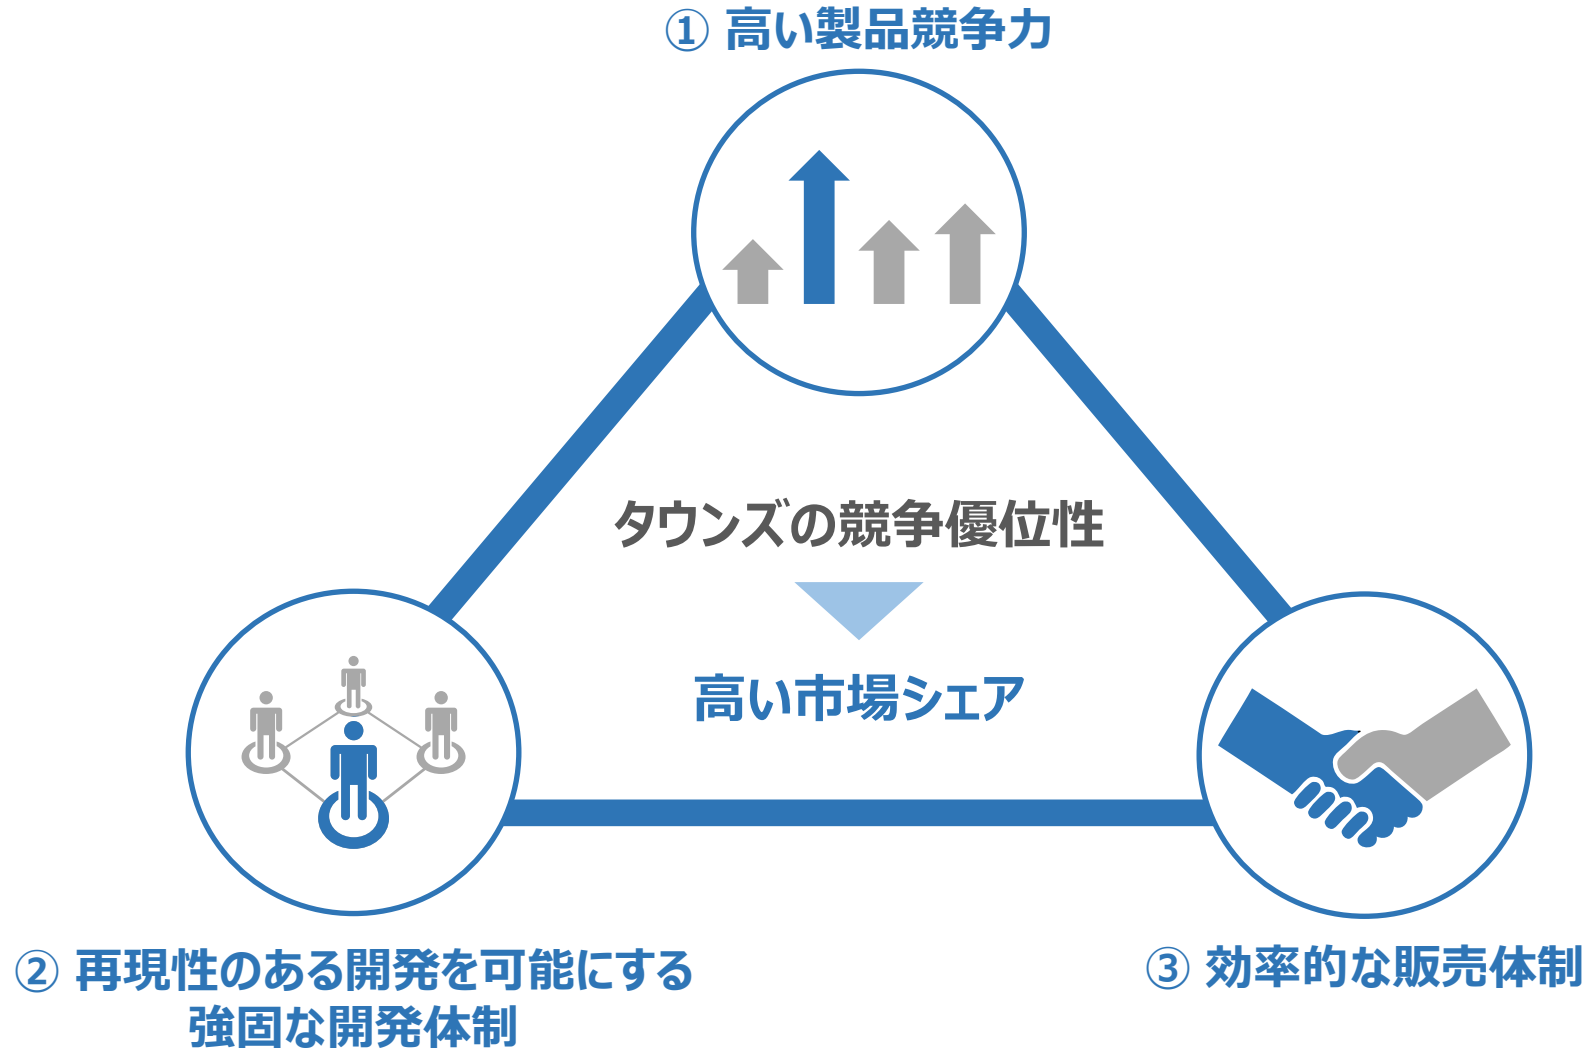 ① 高い製品競争力
タウンズの競争優位性
高い市場シェア
② 再現性のある開発を可能にする
強固な開発体制
③ 効率的な販売体制